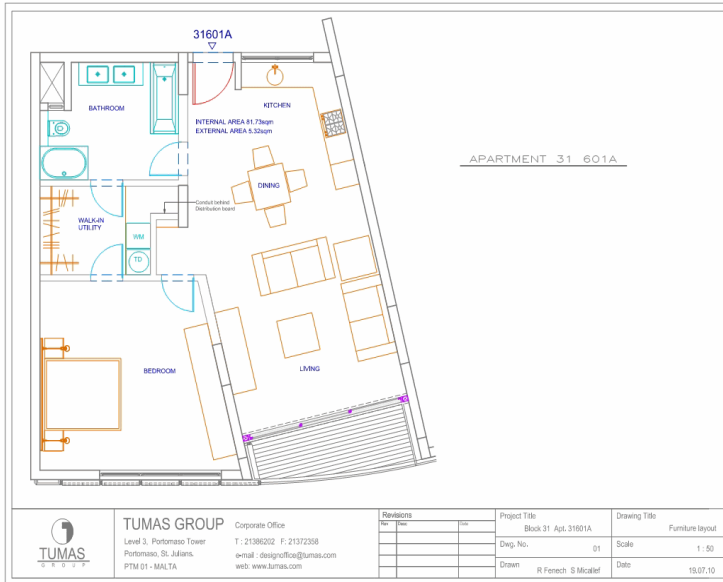 31601A
BATHROOM
KITCHEN
INTERNAL AREA 81.73sqm
EXTERNAL AREA 5.32sqm
APARTMENT 31 601A
DINING
Conduit behind
Distribution board
WALK-IN
UTILITY
WM
TD
BEDROOM
LIVING
TUMAS
GROUP
TUMAS GROUP
Level 3, Portomaso Tower
Portomaso, St. Julians,
PTM 01 - MALTA
Corporate Office
T : 21386202 F: 21372358
e-mail : designoffice@tumas.com
web: www.tumas.com
Revisions
Rev Desc Date
Project Title
Block 31 Apt. 31601A
Drawing Title
Furniture layout
Dwg. No. 01
Scale 1 : 50
Drawn R Fenech S Micallef
Date 19.07.10